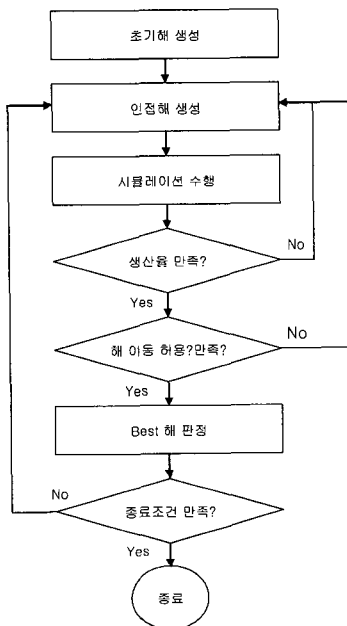 초기해 생성
인접해 생성
시뮬레이션 수행
생산율 만족?
No
Yes
해 이동 허용?만족?
No
Yes
Best 해 판정
No
종료조건 만족?
Yes
종료